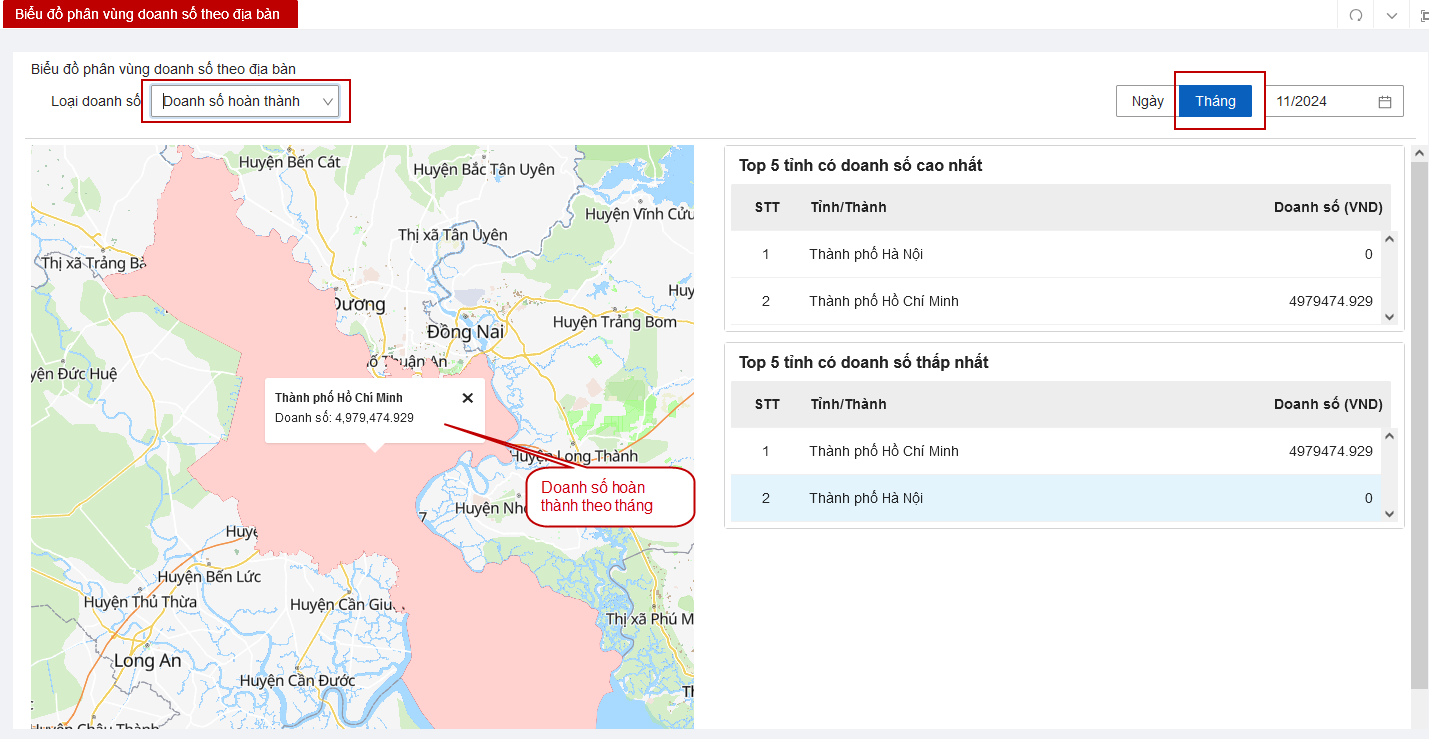 Biểu đồ phân vùng doanh số theo địa bàn
Biểu đồ phân vùng doanh số theo địa bàn
Loại doanh số
Doanh số hoàn thành
Ngày
Tháng
11/2024
Huyện Bến Cát
Huyện Bắc Tân Uyên
Huyện Vĩnh Cửu
Thị xã Tân Uyên
Thị xã Trảng Bà
Huy
Dương
Đồng Nai
Huyện Trảng Bom
ố Thuận An
yện Đức Huệ
Thành phố Hồ Chí Minh
Doanh số: 4,979,474.929
Huyện Long Thành
Doanh số hoàn
thành theo tháng
Huyện Nh
7
Huyệ
Huyện Bến Lức
Huyện Thủ Thừa
Huyện Cần Giu
Thị xã Phú M
Long An
Huyện Cần Đước
Th
Huyện Châu Thành
Top 5 tỉnh có doanh số cao nhất
STT Tỉnh/Thành Doanh số (VND)
1 Thành phố Hà Nội 0
2 Thành phố Hồ Chí Minh 4979474.929
Top 5 tỉnh có doanh số thấp nhất
STT Tỉnh/Thành Doanh số (VND)
1 Thành phố Hồ Chí Minh 4979474.929
2 Thành phố Hà Nội 0